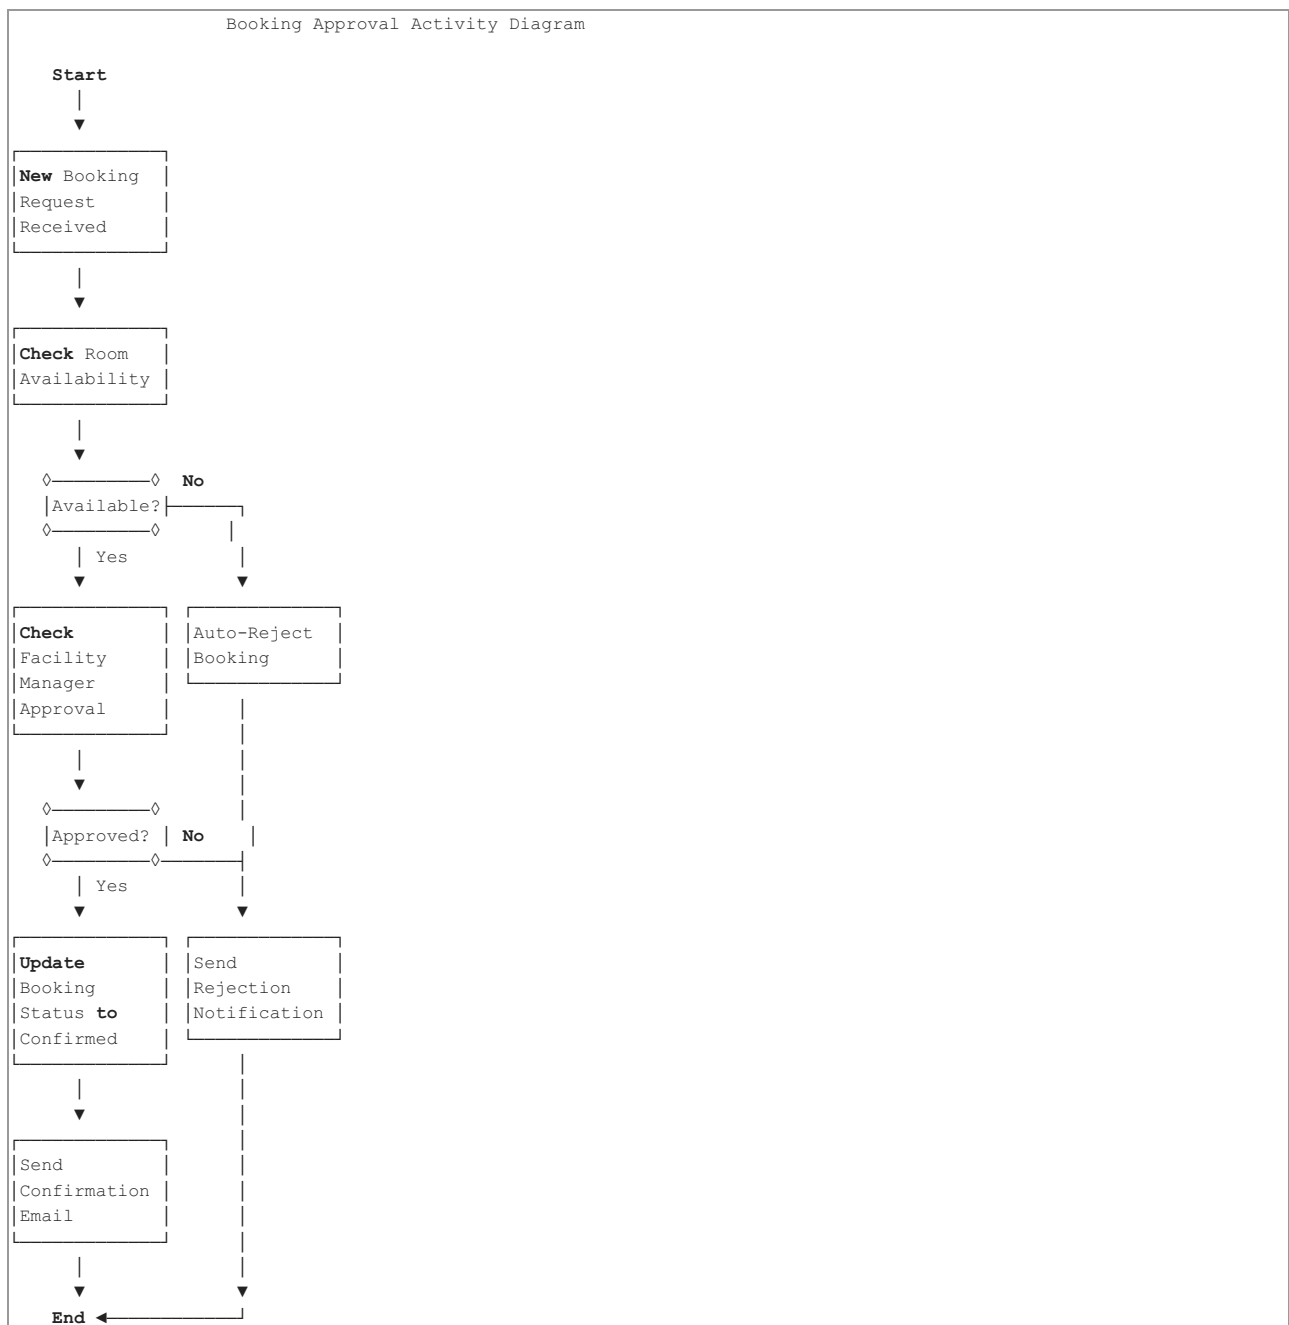 Booking Approval Activity Diagram
Start
New Booking
Request
Received
Check Room
Availability
No
Available?
Yes
Check
Facility
Manager
Approval
Auto-Reject
Booking
Approved? No
Yes
Update
Booking
Status to
Confirmed
Send
Rejection
Notification
Send
Confirmation
Email
End